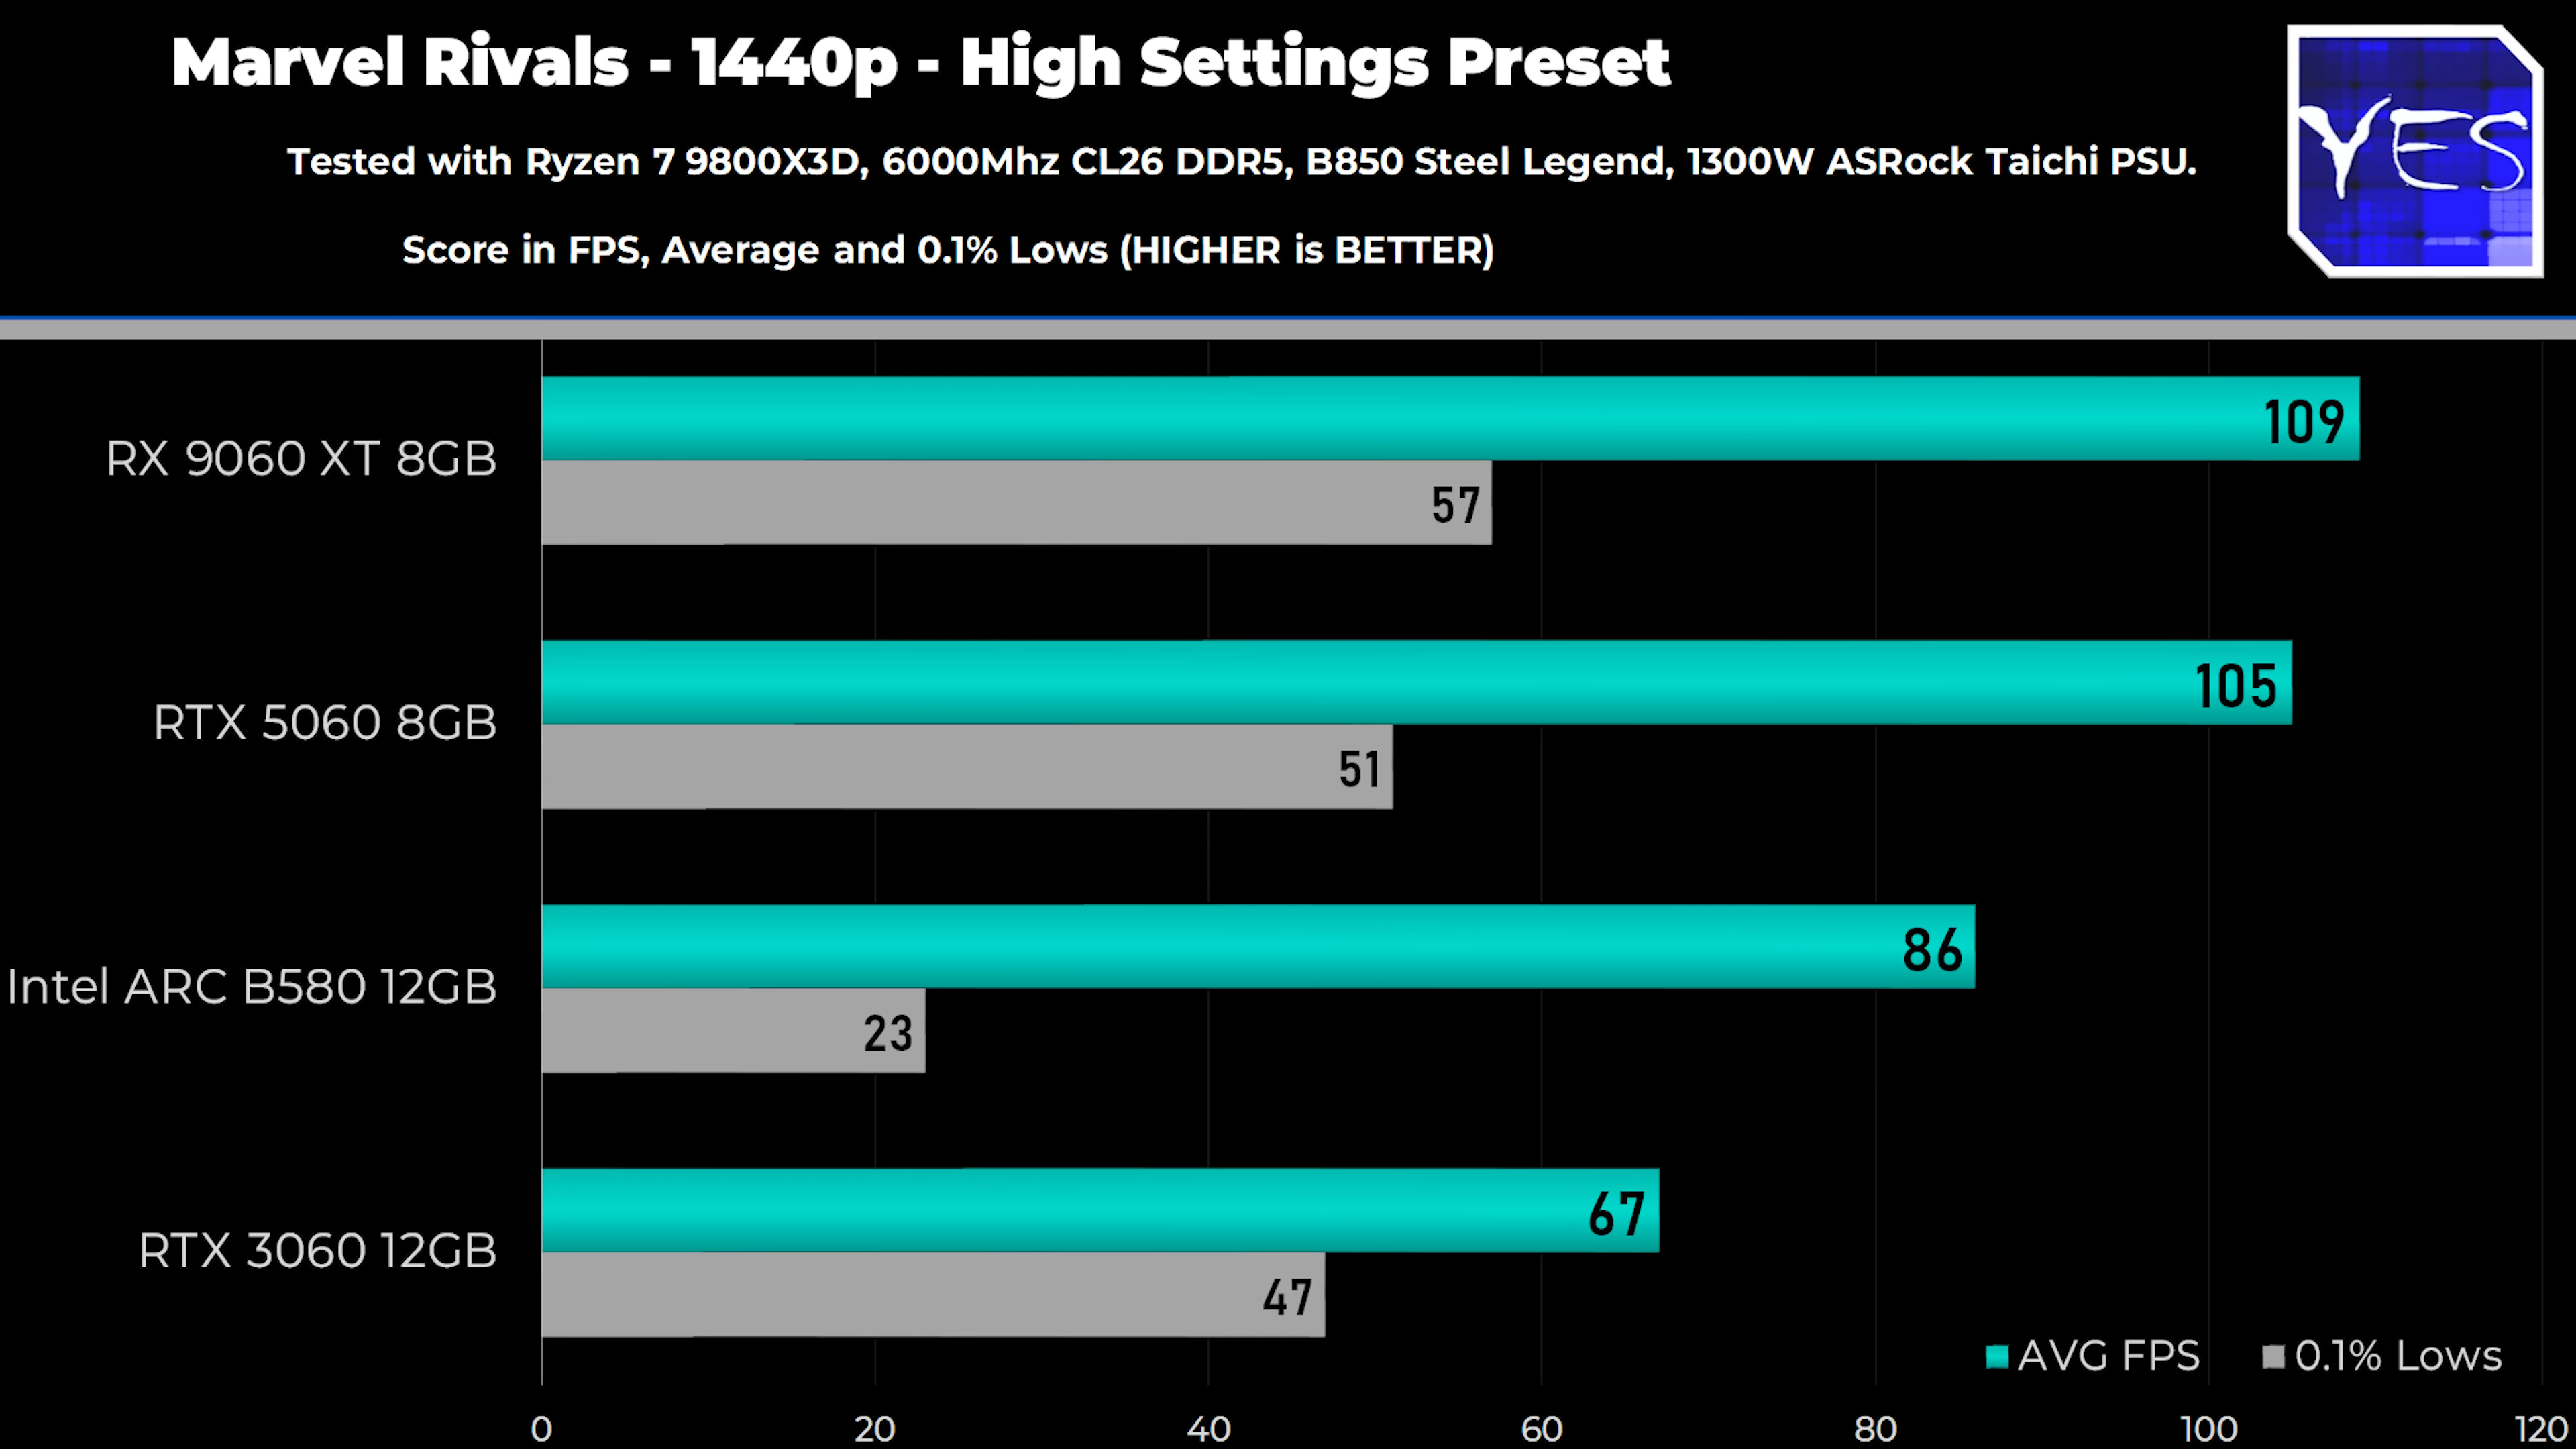 Marvel Rivals - 1440p - High Settings Preset
YES
Tested with Ryzen 7 9800X3D, 6000Mhz CL26 DDR5, B850 Steel Legend, 1300W ASRock Taichi PSU.
Score in FPS, Average and 0.1% Lows (HIGHER is BETTER)
RX 9060 XT 8GB
109
57
RTX 5060 8GB
105
51
Intel ARC B580 12GB
86
23
RTX 3060 12GB
67
47
AVG FPS 0.1% Lows
0 20 40 60 80 100 120